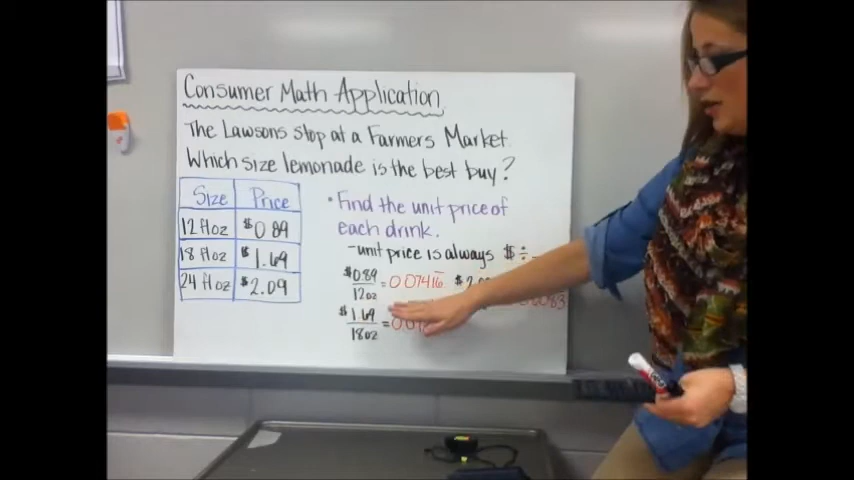 Consumer Math Application
The Lawsons stop at a Farmers Market.
Which size lemonade is the best buy?
Size Price
12 fl oz $0.89
18 fl oz $1.69
24 fl oz $2.09
• Find the unit price of
each drink.
- unit price is always $ ÷
$0.89
12oz
= 0.07416
$1.69
18oz
=